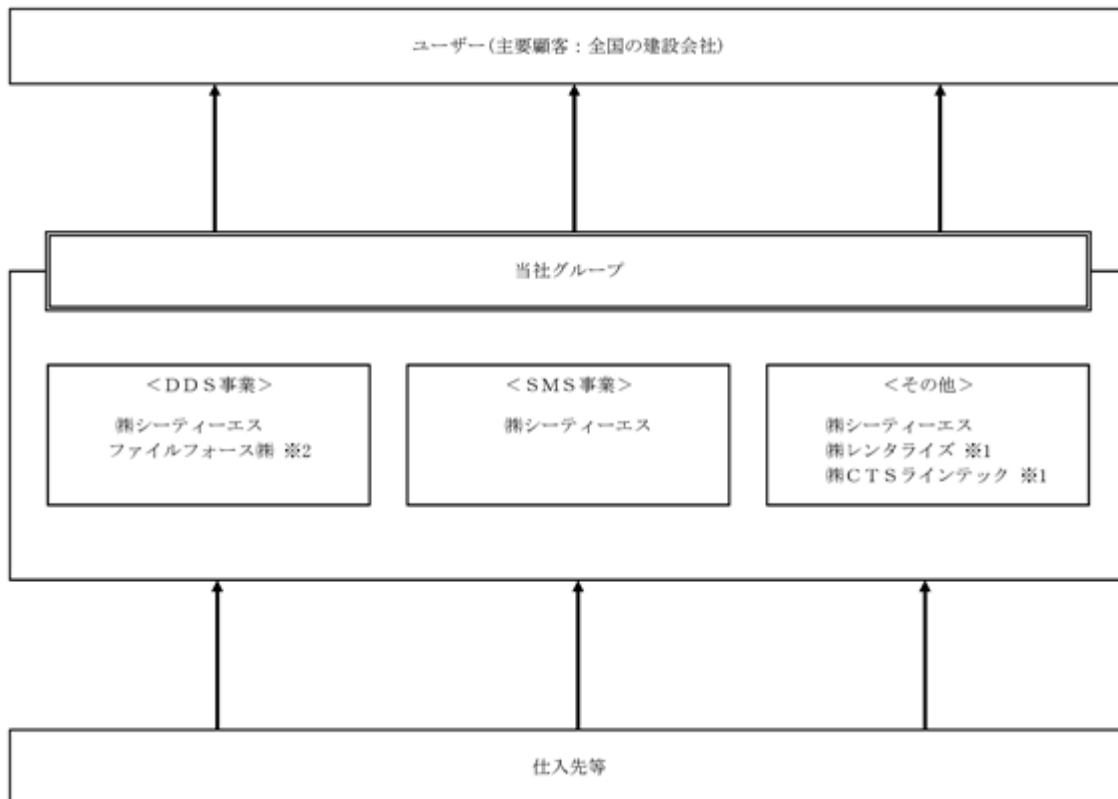 ユーザー(主要顧客：全国の建設会社)
当社グループ
＜ＤＤＳ事業＞
㈱シーティーエス
ファイルフォース㈱ ※2
＜ＳＭＳ事業＞
㈱シーティーエス
＜その他＞
㈱シーティーエス
㈱レンタライズ ※1
㈱ＣＴＳラインテック ※1
仕入先等